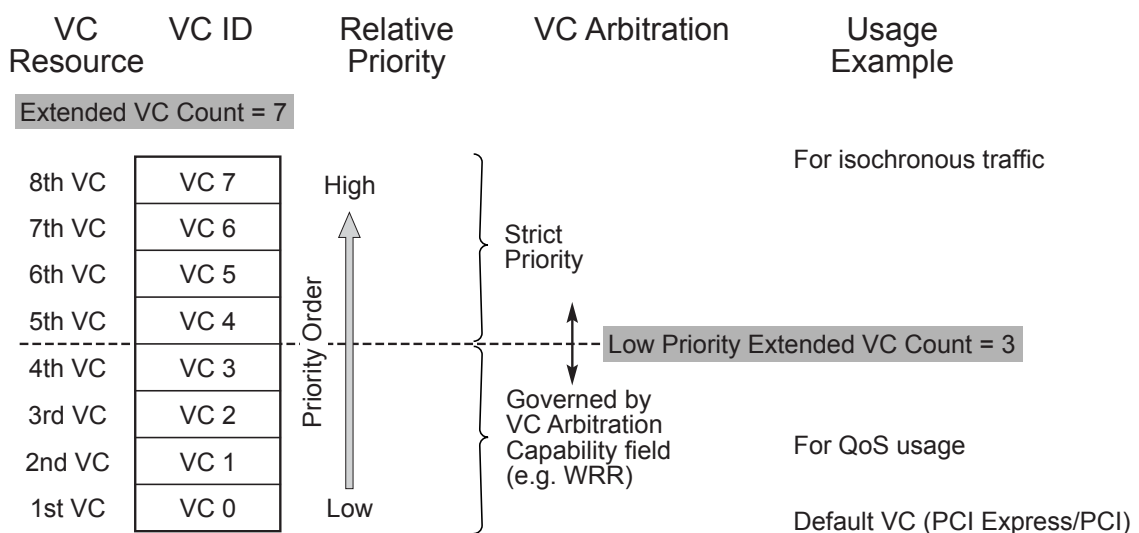 VC Resource VC ID Relative Priority VC Arbitration Usage Example
Extended VC Count = 7
For isochronous traffic
8th VC VC 7 High
7th VC VC 6
Strict
Priority
6th VC VC 5
5th VC VC 4
Priority Order
Low Priority Extended VC Count = 3
4th VC VC 3
3rd VC VC 2
Governed by
VC Arbitration
Capability field
(e.g. WRR)
For QoS usage
2nd VC VC 1
1st VC VC 0 Low
Default VC (PCI Express/PCI)